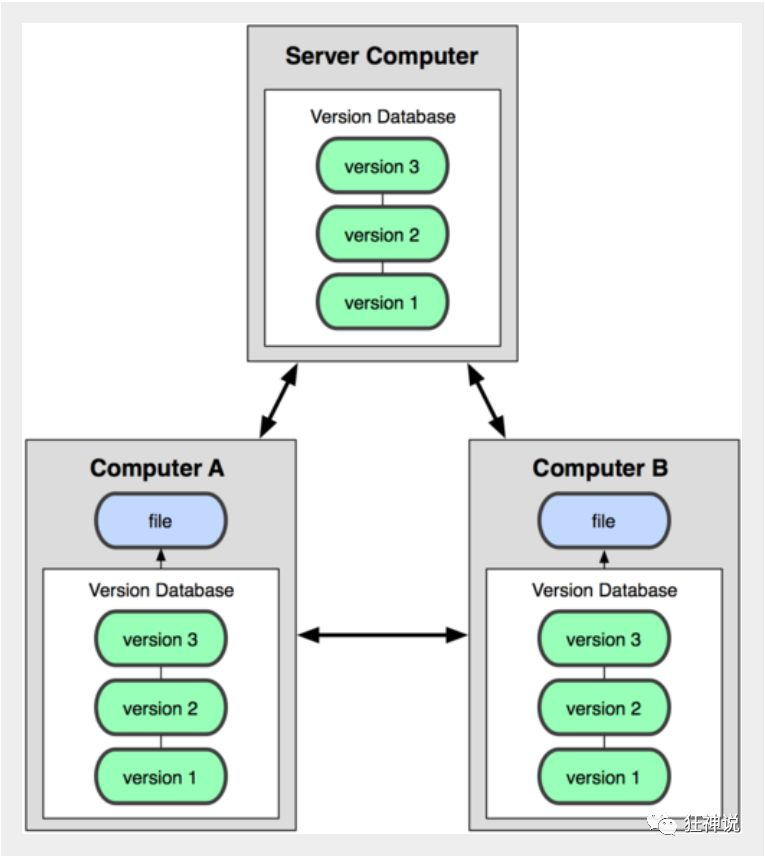 Server Computer
Version Database
version 3
version 2
version 1
Computer A
file
Version Database
version 3
version 2
version 1
Computer B
file
Version Database
version 3
version 2
version 1
狂神说